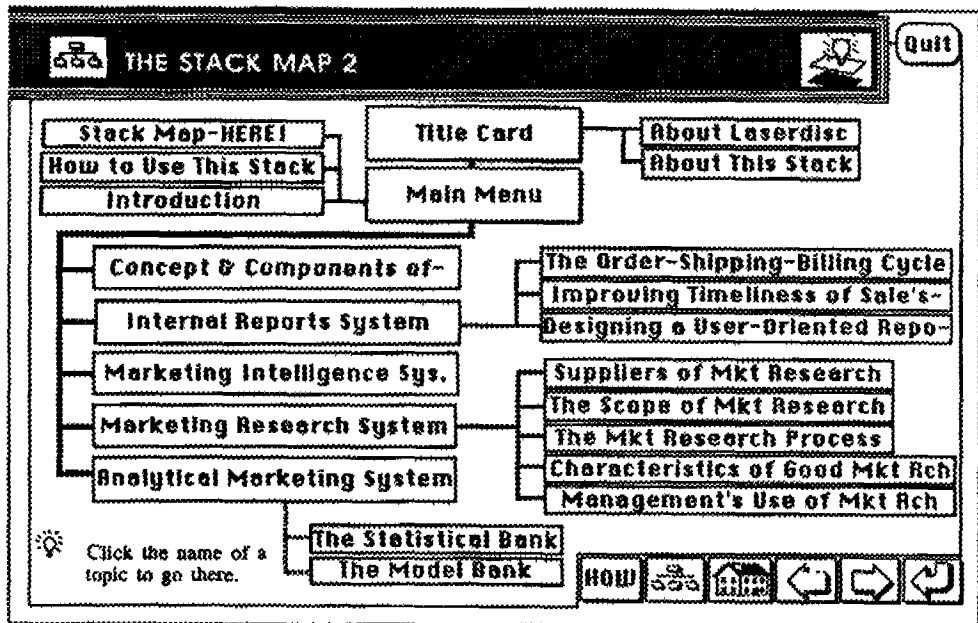 THE STACK MAP 2
Quit
Stack Map-HERE!
How to Use This Stack
Introduction
Title Card
Main Menu
About Laserdisc
About This Stack
Concept & Components of~
Internal Reports System
Marketing Intelligence Sys.
Marketing Research System
Analytical Marketing System
The Order-Shipping-Billing Cycle
Improving Timeliness of Sale's~
Designing a User-Oriented Repo~
Suppliers of Mkt Research
The Scope of Mkt Research
The Mkt Research Process
Characteristics of Good Mkt Rch
Management's Use of Mkt Rch
The Statistical Bank
The Model Bank
Click the name of a
topic to go there.
HOW